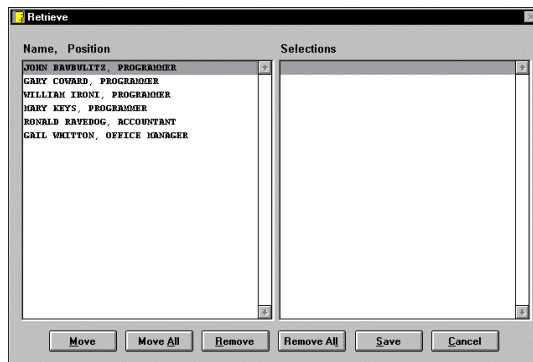 Retrieve
Name, Position
Selections
JOHN BAUBULITZ, PROGRAMMER
GARY COWARD, PROGRAMMER
WILLIAM IRONI, PROGRAMMER
MARY KEYS, PROGRAMMER
RONALD RAVEDOG, ACCOUNTANT
GAIL WHITTON, OFFICE MANAGER
Move
Move All
Remove
Remove All
Save
Cancel